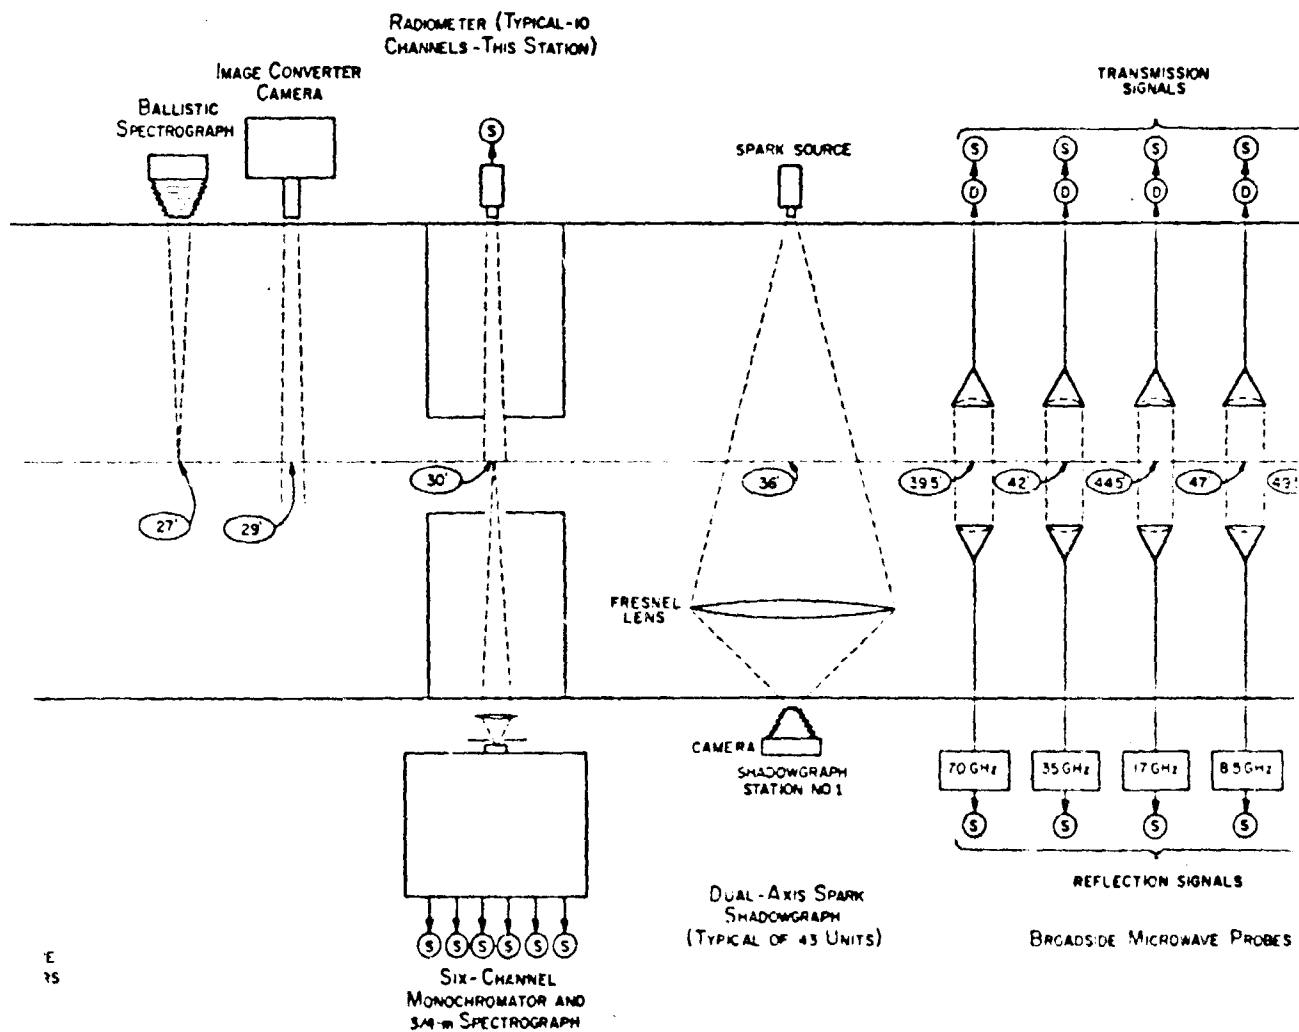 RADIOMETER (TYPICAL-10
CHANNELS-THIS STATION)
IMAGE CONVERTER
CAMERA
BALLISTIC
SPECTROGRAPH
TRANSMISSION
SIGNALS
SPARK SOURCE
S
S
S
S
S
D
D
D
D
27'
29'
30'
36'
39.5'
42'
44.5'
47'
FRESNEL
LENS
CAMERA
SHADOWGRAPH
STATION NO 1
70 GHz
35 GHz
17 GHz
8.5 GHz
S
S
S
S
REFLECTION SIGNALS
DUAL-AXIS SPARK
SHADOWGRAPH
(TYPICAL OF 43 UNITS)
BROADSIDE MICROWAVE PROBES
S
S
S
S
S
S
SIX-CHANNEL
MONOCHROMATOR AND
3/4-m SPECTROGRAPH